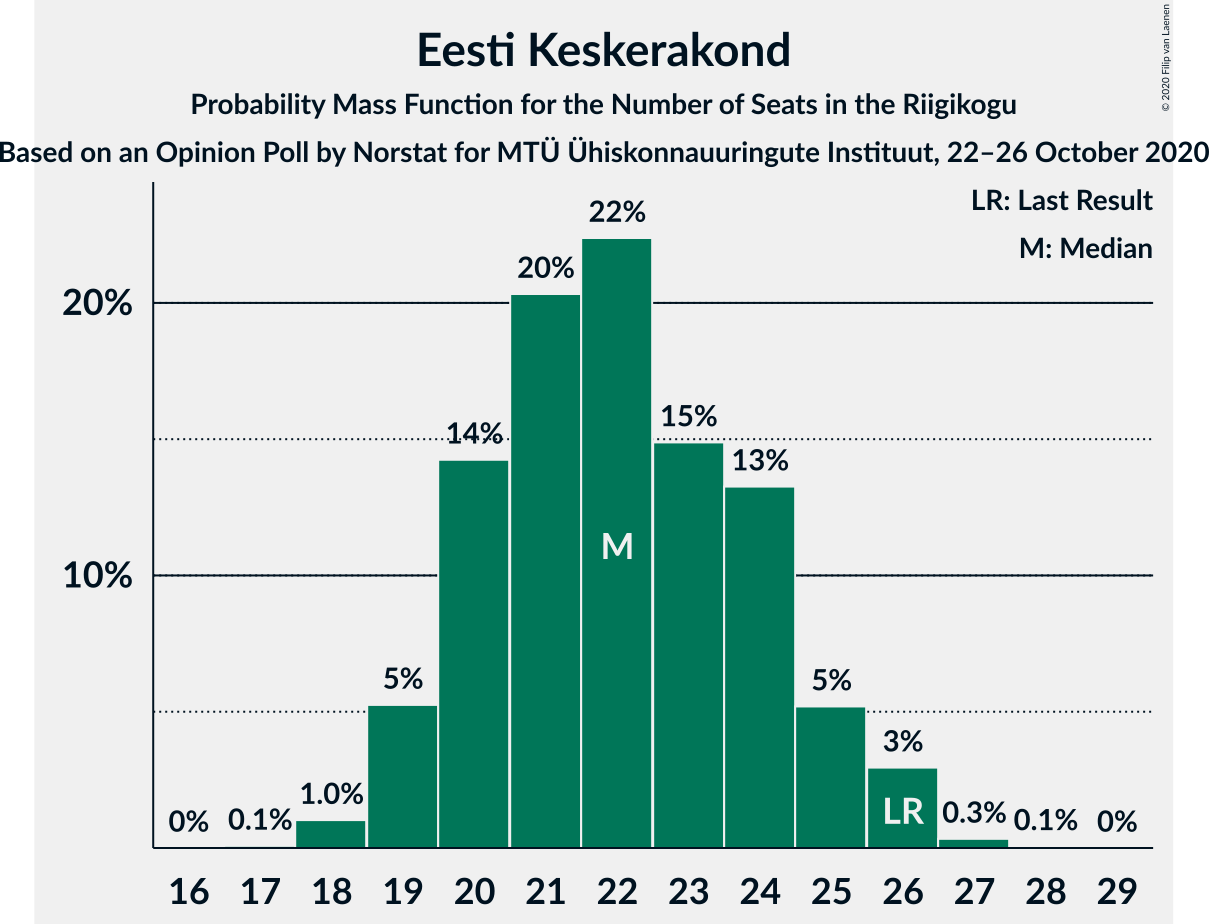 Eesti Keskerakond
Probability Mass Function for the Number of Seats in the Riigikogu
Based on an Opinion Poll by Norstat for MTÜ Ühiskonnauuringute Instituut, 22–26 October 2020
© 2020 Filip van Laenen
LR: Last Result
M: Median
22%
20%
20%
15%
14%
13%
M
10%
5%
5%
3%
1.0%
LR
0%
0.1%
0.3%
0.1%
0%
16 17 18 19 20 21 22 23 24 25 26 27 28 29